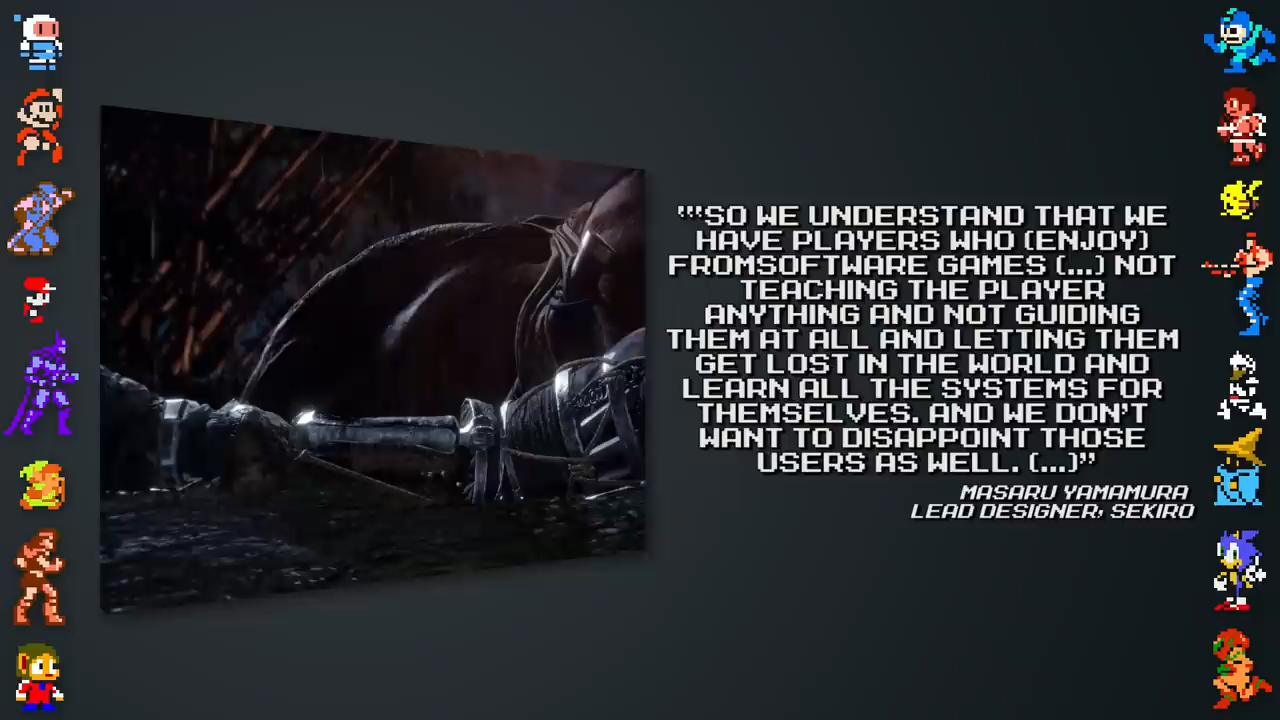 "'"SO WE UNDERSTAND THAT WE
HAVE PLAYERS WHO (ENJOY)
FROMSOFTWARE GAMES (...) NOT
TEACHING THE PLAYER
ANYTHING AND NOT GUIDING
THEM AT ALL AND LETTING THEM
GET LOST IN THE WORLD AND
LEARN ALL THE SYSTEMS FOR
THEMSELVES. AND WE DON'T
WANT TO DISAPPOINT THOSE
USERS AS WELL. (...)"
MASARU YAMAMURA
LEAD DESIGNER, SEKIRO